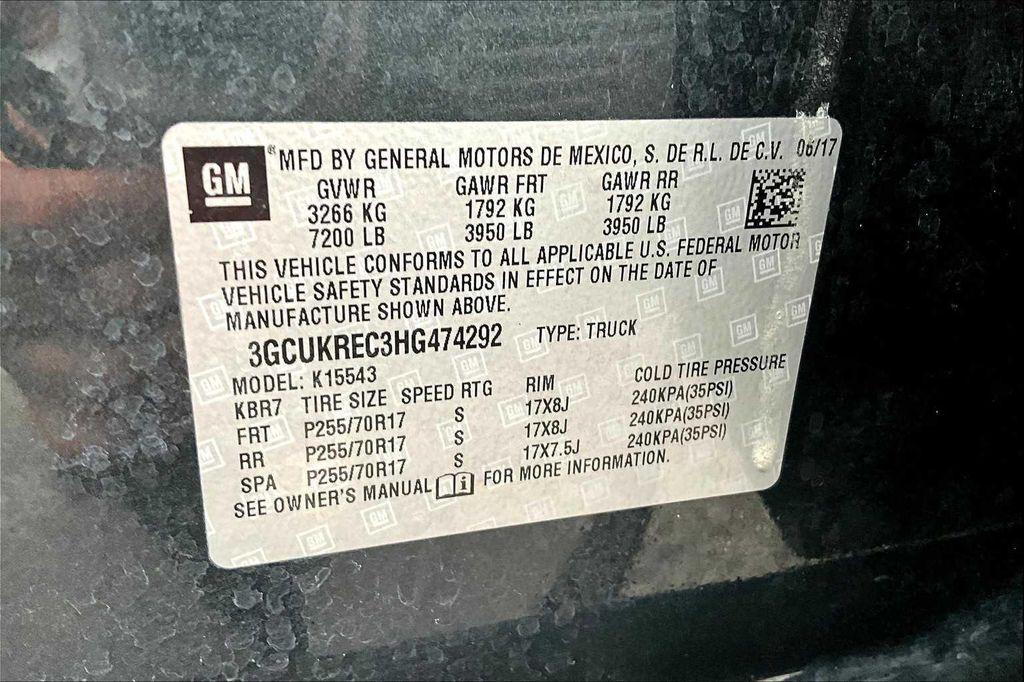 GM ® MFD BY GENERAL MOTORS DE MEXICO, S. DE R.L. DE C.V. 06/17
GVWR GAWR FRT GAWR RR
3266 KG 1792 KG 1792 KG
7200 LB 3950 LB 3950 LB
THIS VEHICLE CONFORMS TO ALL APPLICABLE U.S. FEDERAL MOTOR
VEHICLE SAFETY STANDARDS IN EFFECT ON THE DATE OF
MANUFACTURE SHOWN ABOVE.
3GCUKREC3HG474292 TYPE: TRUCK
MODEL: K15543
KBR7 TIRE SIZE SPEED RTG RIM COLD TIRE PRESSURE
FRT P255/70R17 S 17X8J 240KPA(35PSI)
RR P255/70R17 S 17X8J 240KPA(35PSI)
SPA P255/70R17 S 17X7.5J 240KPA(35PSI)
SEE OWNER'S MANUAL FOR MORE INFORMATION.